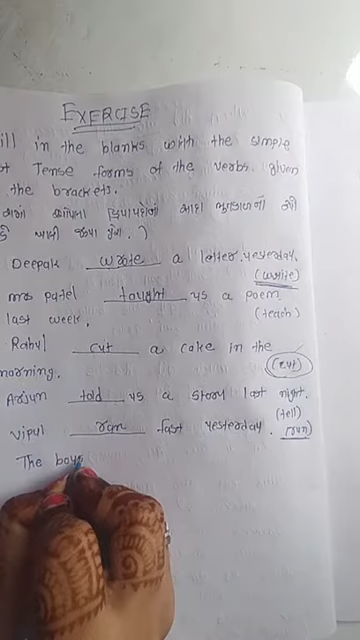 EXERCISE
ill in the blanks with the simple
st Tense forms of the verbs given
the brackets.
Deepak wrote a letter yesterday.
(write)
mrs patel taught us a poem
last week. (teach)
Rahul cut a cake in the
morning. (cut)
Arjun told us a story last night.
(tell)
vipul ran fast yesterday. (run)
The boys